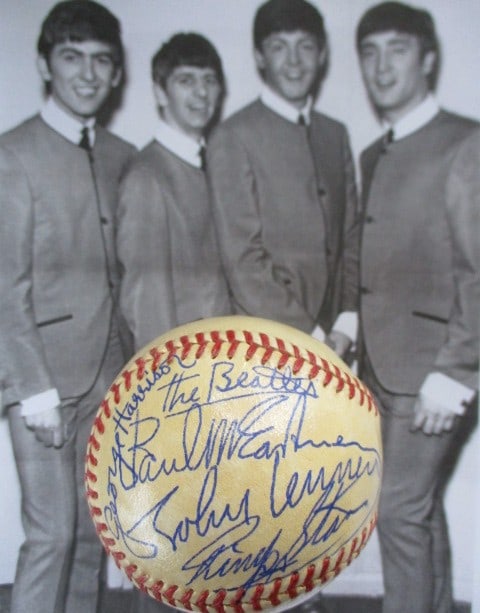 George Harrison
The Beatles
Paul McCartney
John Lennon
Ringo Starr